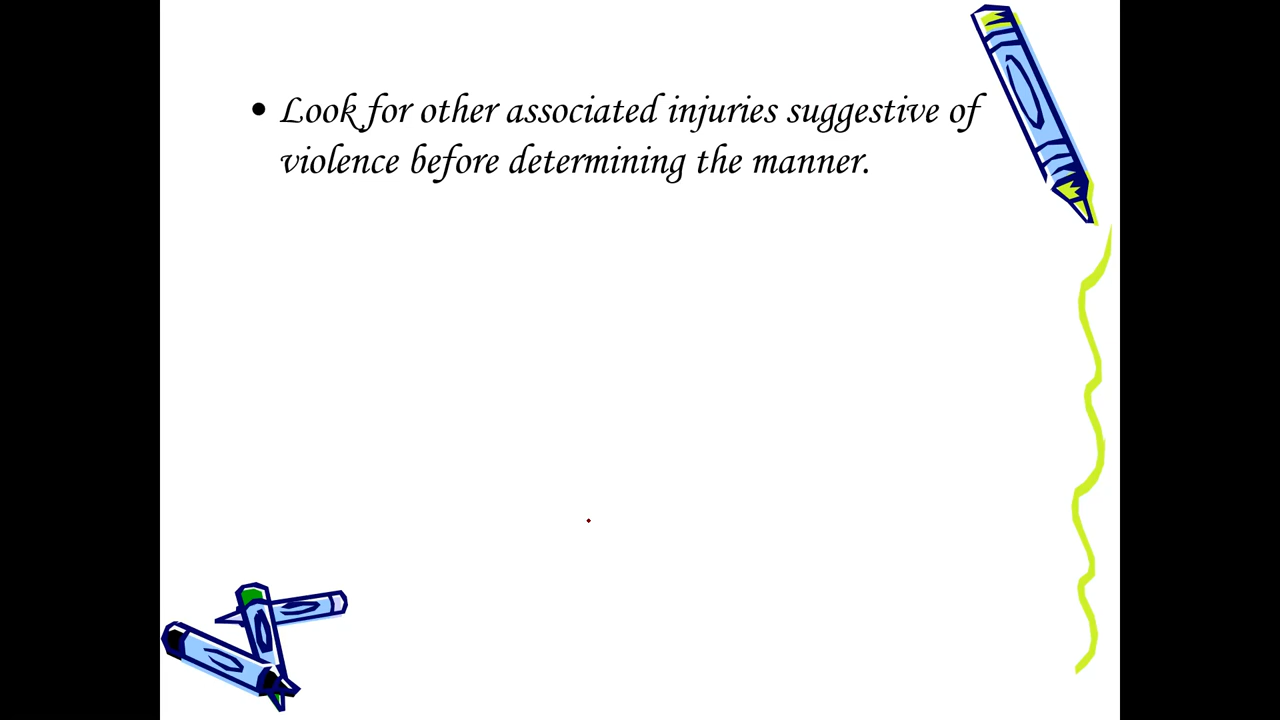 • Look for other associated injuries suggestive of
violence before determining the manner.